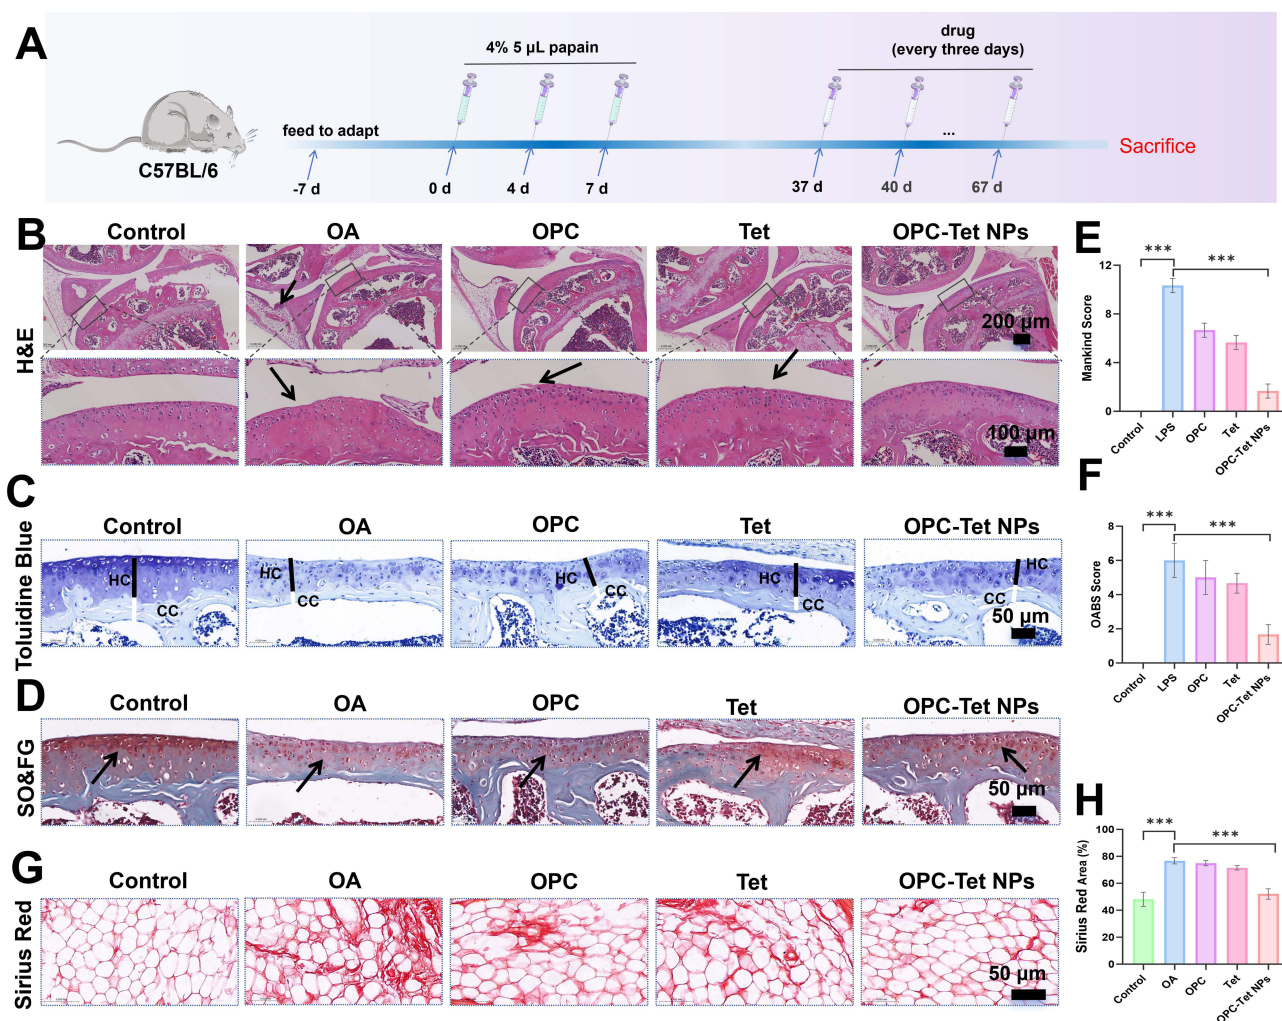 A
4% 5 μL papain
drug
(every three days)
feed to adapt
...
Sacrifice
C57BL/6
-7 d
0 d
4 d
7 d
37 d
40 d
67 d
B
Control
OA
OPC
Tet
OPC-Tet NPs
H&E
200 μm
100 μm
E
***
***
Mankind Score
12
8
4
0
Control
LPS
OPC
Tet
OPC-Tet NPs
C
Toluidine Blue
Control
OA
OPC
Tet
OPC-Tet NPs
HC
CC
HC
CC
HC
CC
HC
CC
HC
CC
50 μm
F
***
***
OABS Score
8
6
4
2
0
Control
LPS
OPC
Tet
OPC-Tet NPs
D
SO&FG
Control
OA
OPC
Tet
OPC-Tet NPs
50 μm
G
Sirius Red
Control
OA
OPC
Tet
OPC-Tet NPs
50 μm
H
***
***
Sirius Red Area (%)
100
80
60
40
20
0
Control
OA
OPC
Tet
OPC-Tet NPs